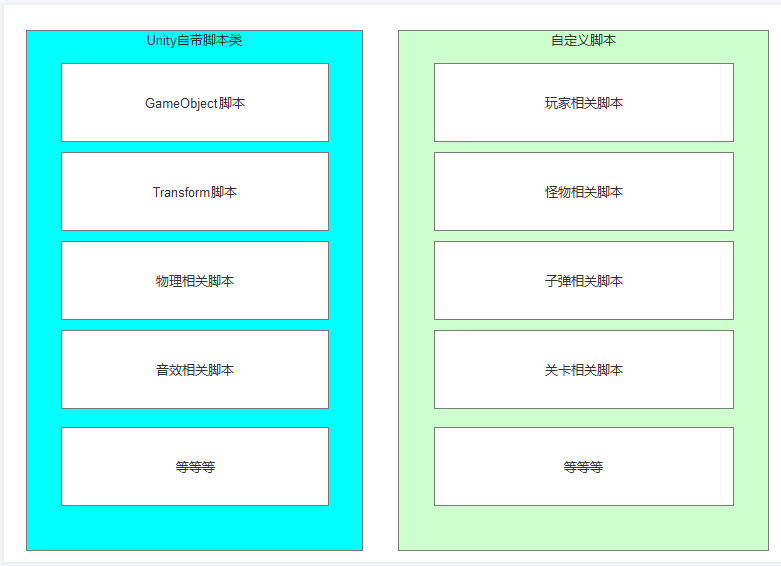 Unity自带脚本类
GameObject脚本
Transform脚本
物理相关脚本
音效相关脚本
等等等
自定义脚本
玩家相关脚本
怪物相关脚本
子弹相关脚本
关卡相关脚本
等等等